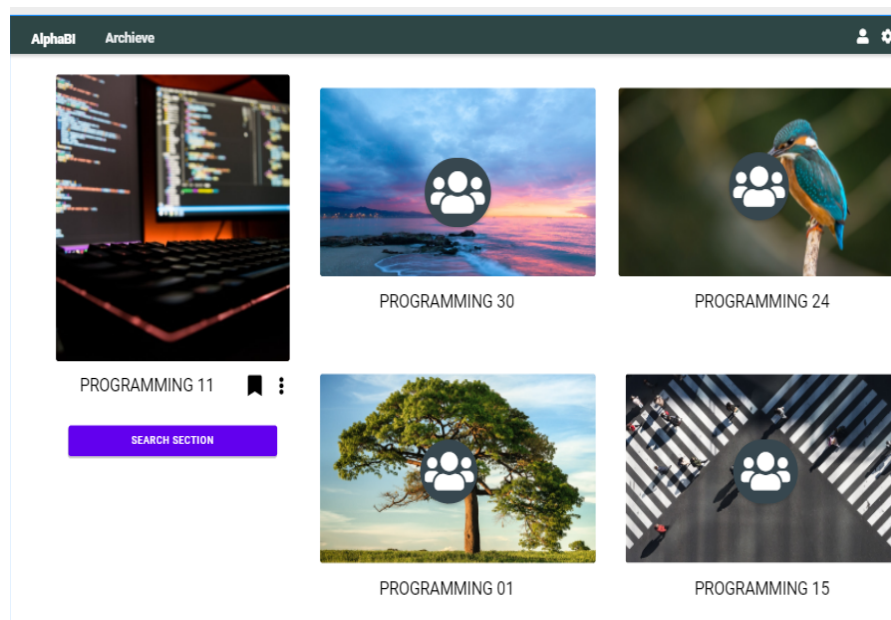 AlphaBI Archieve
PROGRAMMING 11
SEARCH SECTION
PROGRAMMING 30
PROGRAMMING 24
PROGRAMMING 01
PROGRAMMING 15